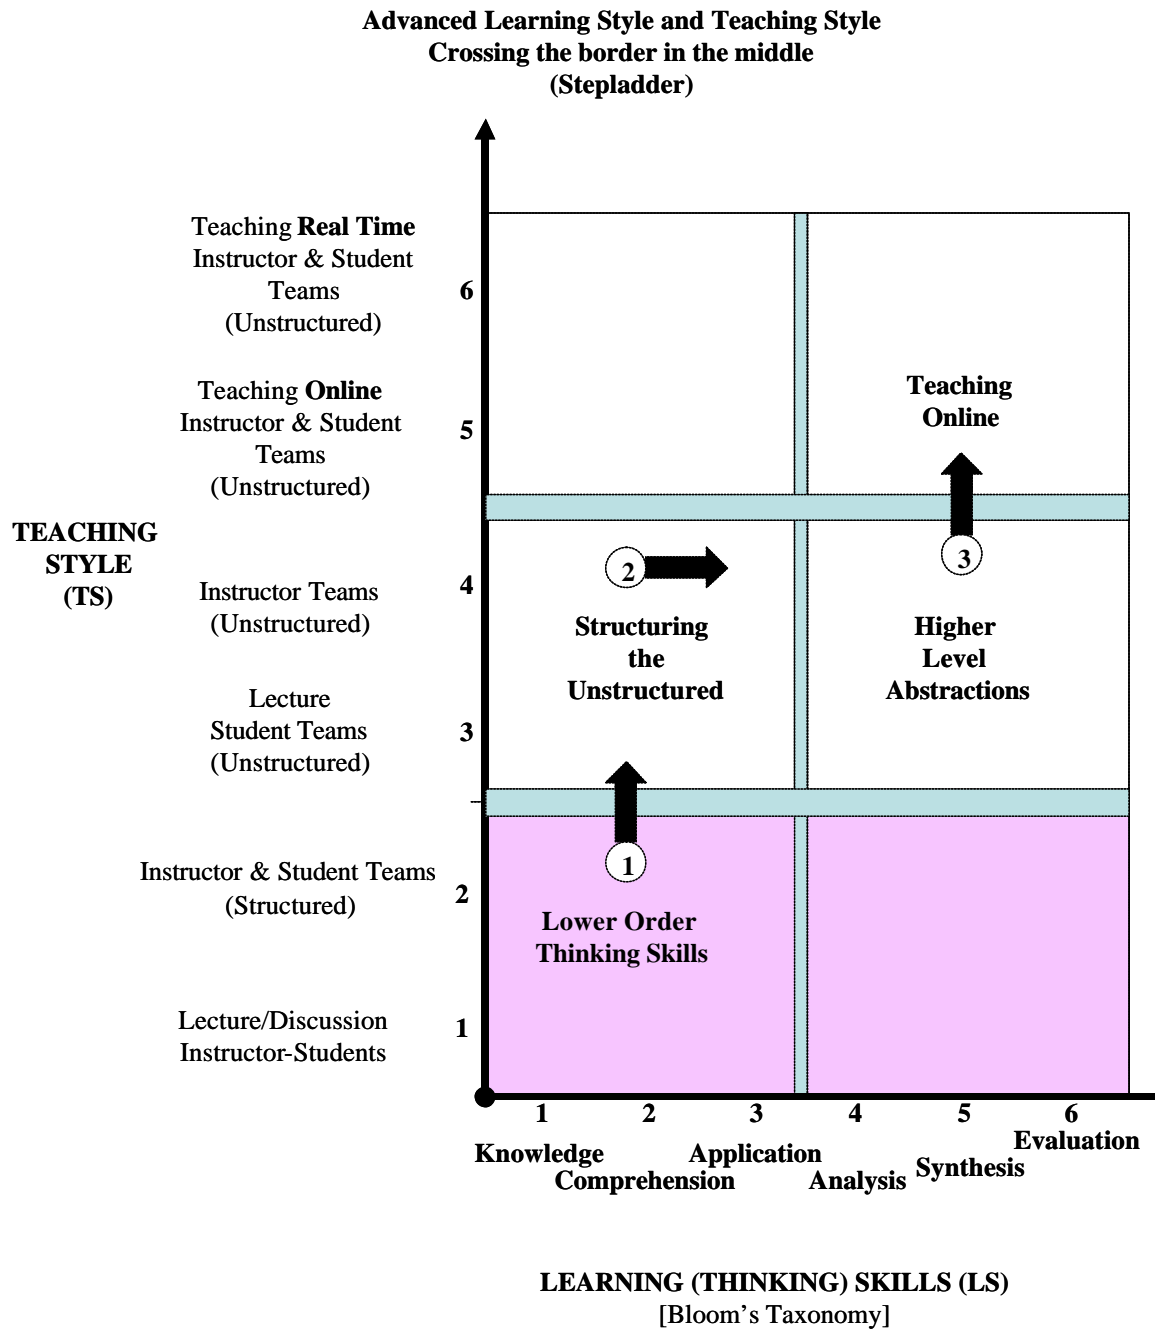 Advanced Learning Style and Teaching Style
Crossing the border in the middle
(Stepladder)
Teaching Real Time
Instructor & Student
Teams
(Unstructured)
6
Teaching Online
Instructor & Student
Teams
(Unstructured)
5
Teaching
Online
TEACHING
STYLE
(TS)
Instructor Teams
(Unstructured)
4
2
Structuring
the
Unstructured
3
Higher
Level
Abstractions
Lecture
Student Teams
(Unstructured)
3
Instructor & Student Teams
(Structured)
2
1
Lower Order
Thinking Skills
Lecture/Discussion
Instructor-Students
1
1 2 3 4 5 6
Knowledge
Comprehension
Application
Analysis
Synthesis
Evaluation
LEARNING (THINKING) SKILLS (LS)
[Bloom's Taxonomy]